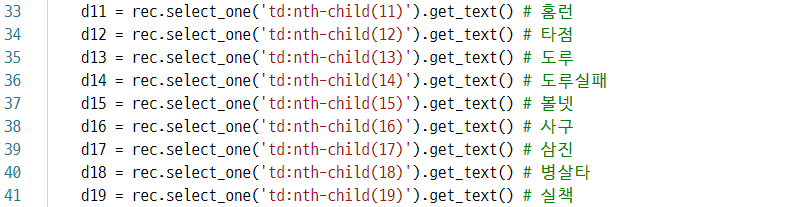 33 d11 = rec.select_one('td:nth-child(11)').get_text() # 홈런
34 d12 = rec.select_one('td:nth-child(12)').get_text() # 타점
35 d13 = rec.select_one('td:nth-child(13)').get_text() # 도루
36 d14 = rec.select_one('td:nth-child(14)').get_text() # 도루실패
37 d15 = rec.select_one('td:nth-child(15)').get_text() # 볼넷
38 d16 = rec.select_one('td:nth-child(16)').get_text() # 사구
39 d17 = rec.select_one('td:nth-child(17)').get_text() # 삼진
40 d18 = rec.select_one('td:nth-child(18)').get_text() # 병살타
41 d19 = rec.select_one('td:nth-child(19)').get_text() # 실책